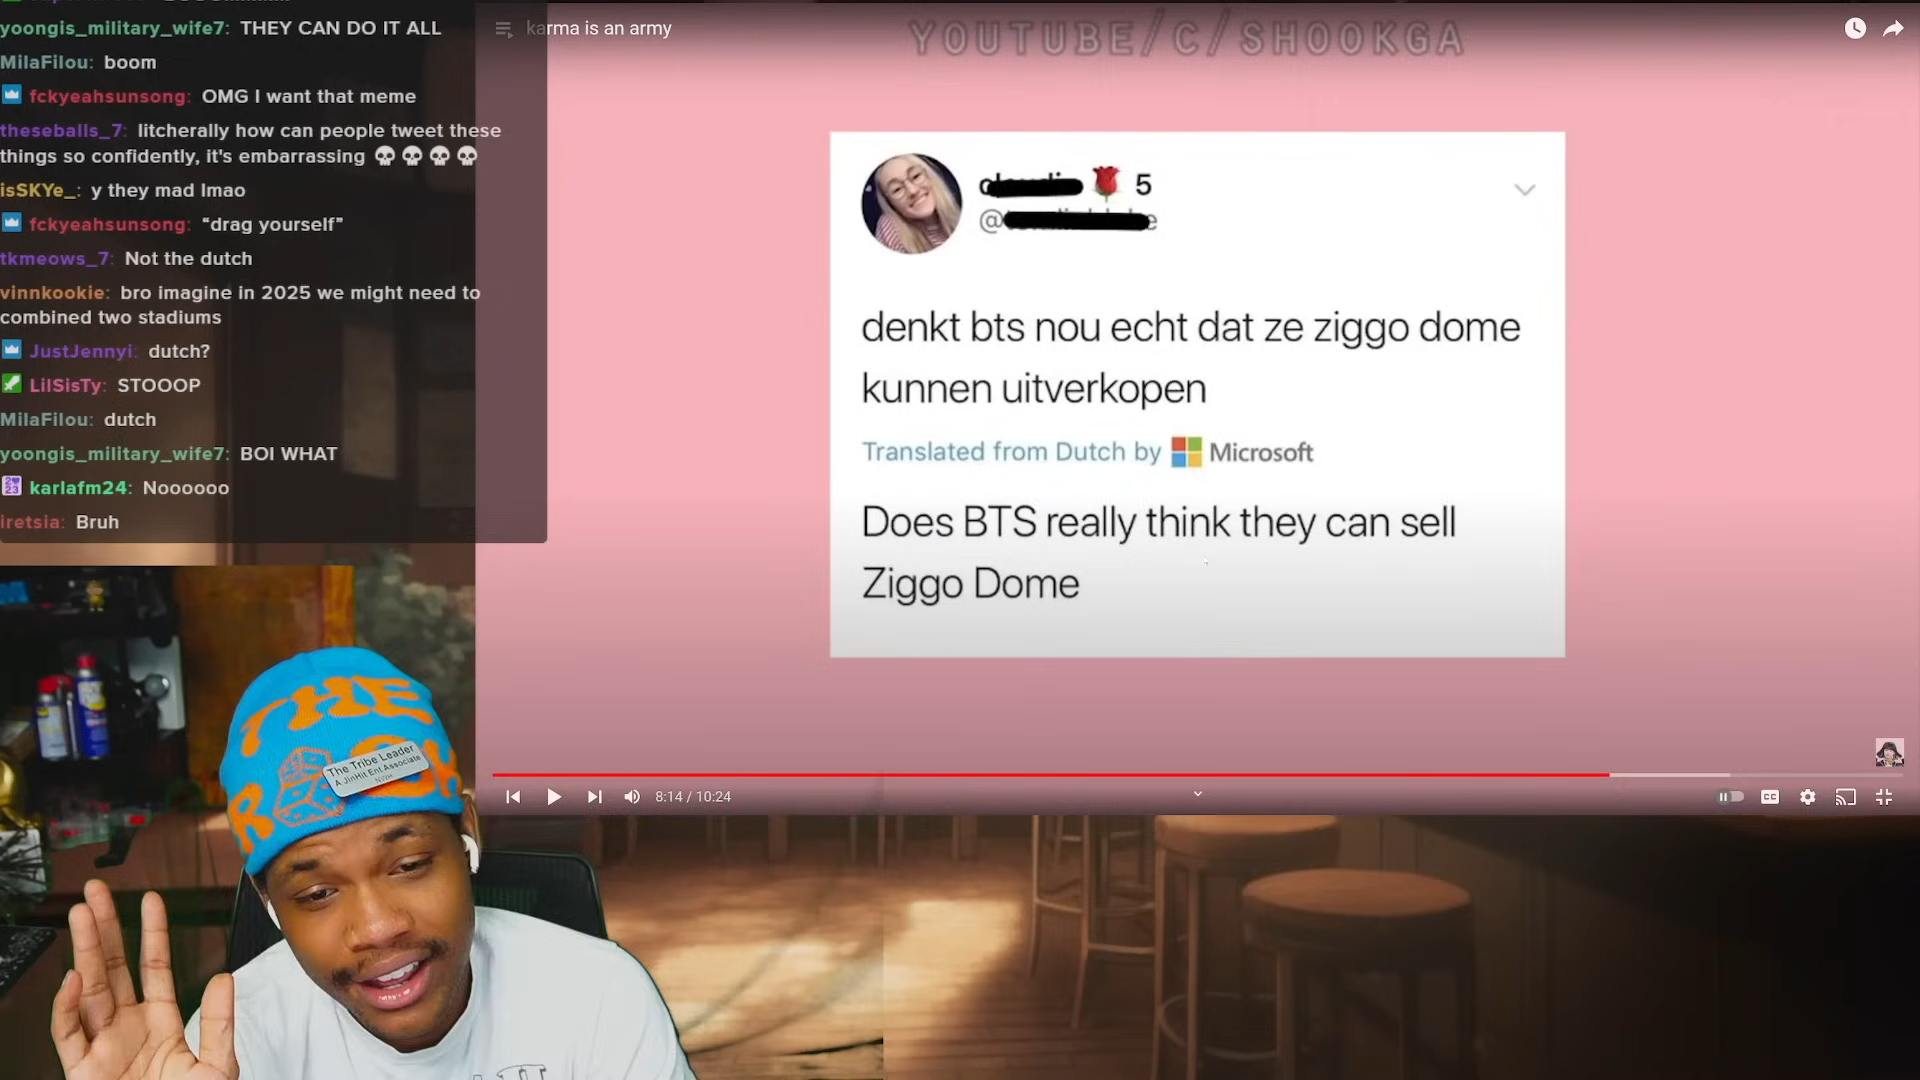 yoongis_military_wife7: THEY CAN DO IT ALL
MilaFilou: boom
fckyeahsunsong: OMG I want that meme
theseballs_7: litcherally how can people tweet these
things so confidently, it's embarrassing 💀 💀 💀 💀
isSKYe_: y they mad lmao
fckyeahsunsong: “drag yourself”
tkmeows_7: Not the dutch
vinnkookie: bro imagine in 2025 we might need to
combined two stadiums
JustJennyi: dutch?
LilSisTy: STOOOP
MilaFilou: dutch
yoongis_military_wife7: BOI WHAT
karlafm24: Noooooo
iretsia: Bruh
karma is an army
YOUTUBE/C/SHOOKGA
🌹 5
@
denkt bts nou echt dat ze ziggo dome
kunnen uitverkopen
Translated from Dutch by Microsoft
Does BTS really think they can sell
Ziggo Dome
8:14 / 10:24
CC
THE
The Tribe Leader
A JinHit Ent Associate